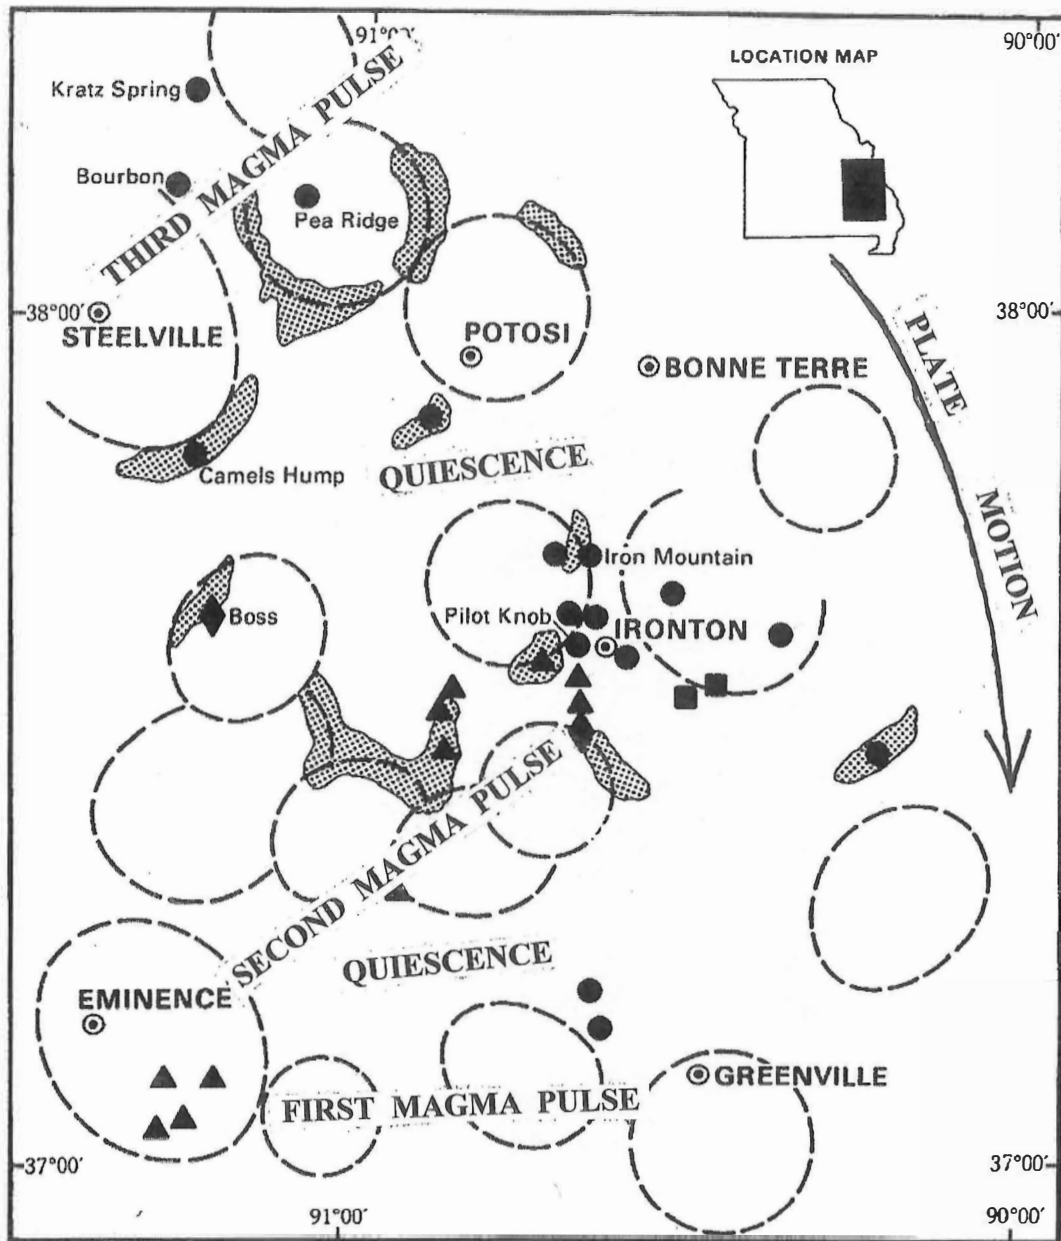 91°00'
90°00'
LOCATION MAP
Kratz Spring
THIRD MAGMA PULSE
Bourbon
Pea Ridge
38°00'
38°00'
STEELVILLE
POTOSI
BONNE TERRE
PLATE
MOTION
Camels Hump
QUIESCENCE
Iron Mountain
Boss
Pilot Knob
IRONTON
SECOND MAGMA PULSE
QUIESCENCE
EMINENCE
GREENVILLE
FIRST MAGMA PULSE
37°00'
37°00'
91°00'
90°00'